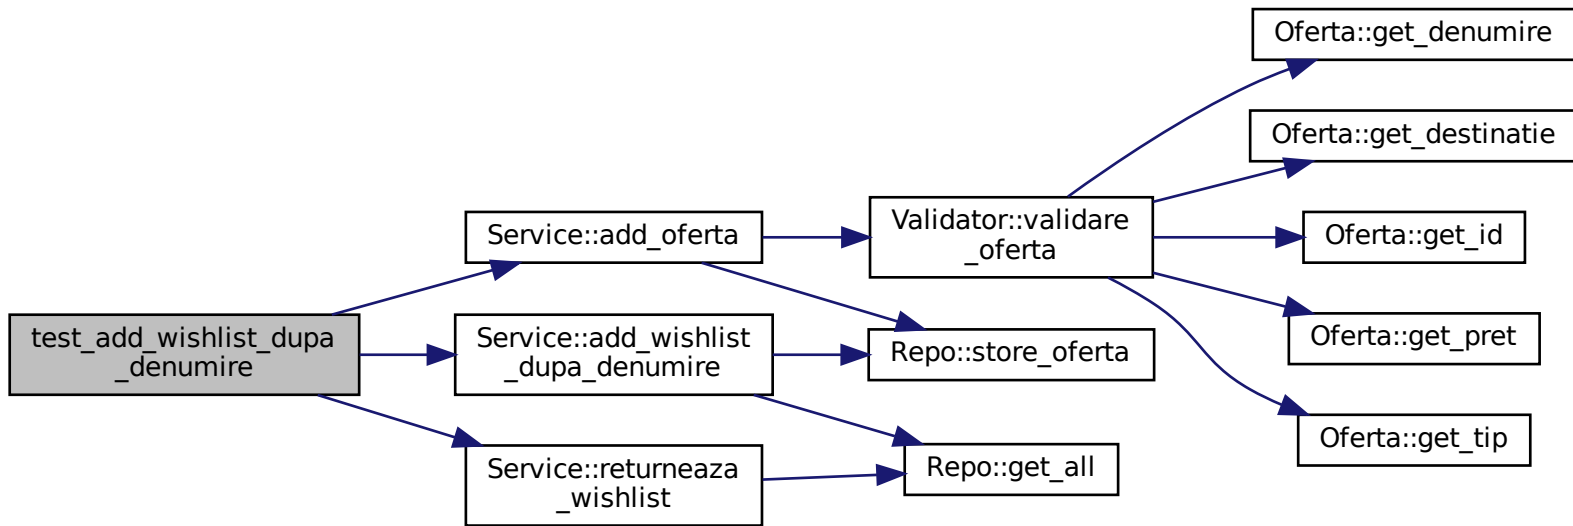 test_add_wishlist_dupa
_denumire
Service::add_oferta
Service::add_wishlist
_dupa_denumire
Service::returneaza
_wishlist
Validator::validare
_oferta
Repo::store_oferta
Repo::get_all
Oferta::get_denumire
Oferta::get_destinatie
Oferta::get_id
Oferta::get_pret
Oferta::get_tip